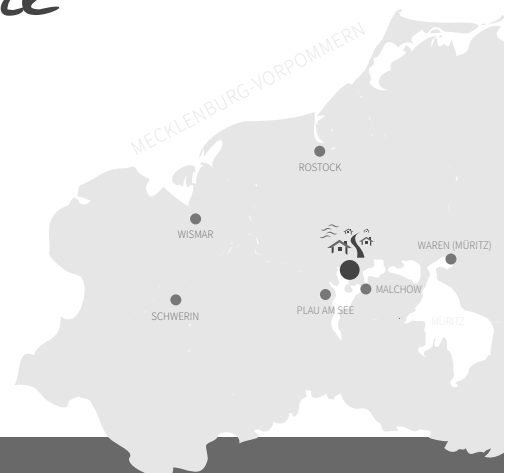 MECKLENBURG-VORPOMMERN
ROSTOCK
WISMAR
WAREN (MÜRITZ)
MALCHOW
PLAU AM SEE
SCHWERIN
MÜRITZ